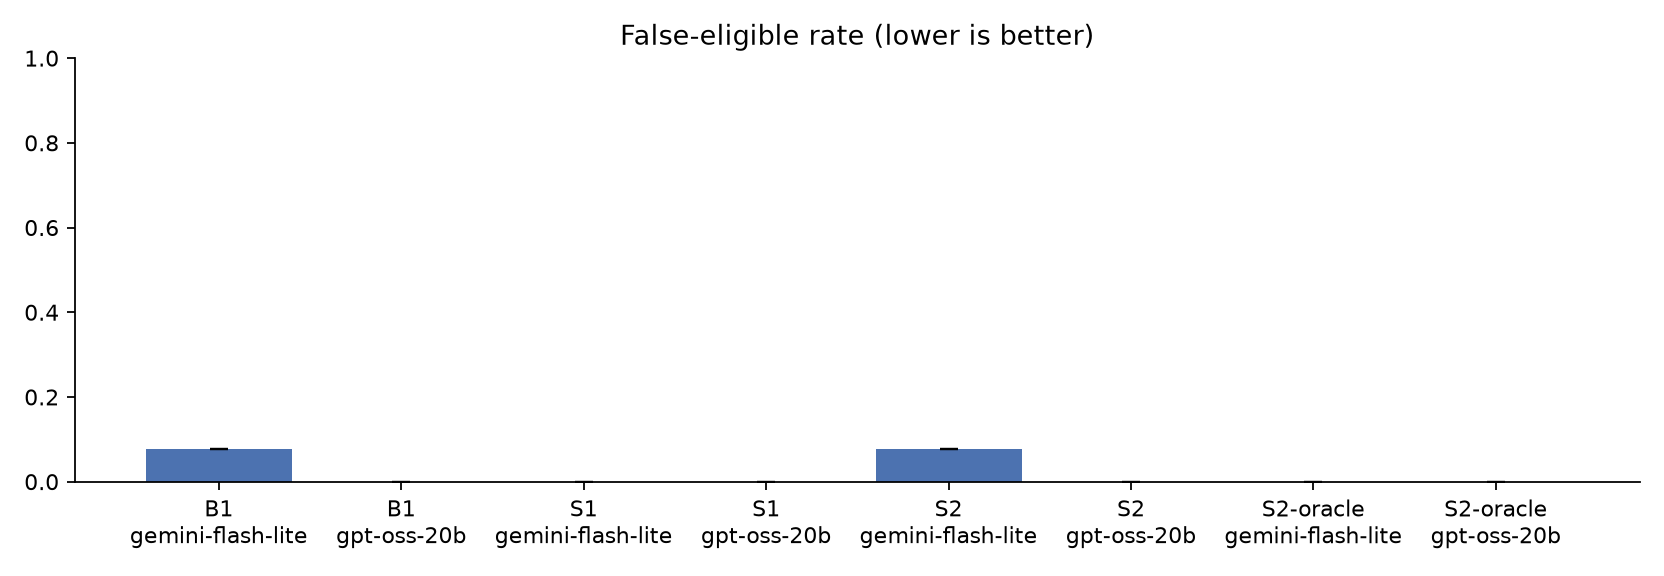 False-eligible rate (lower is better)
1.0
0.8
0.6
0.4
0.2
0.0
B1 gemini-flash-lite
B1 gpt-oss-20b
S1 gemini-flash-lite
S1 gpt-oss-20b
S2 gemini-flash-lite
S2 gpt-oss-20b
S2-oracle gemini-flash-lite
S2-oracle gpt-oss-20b